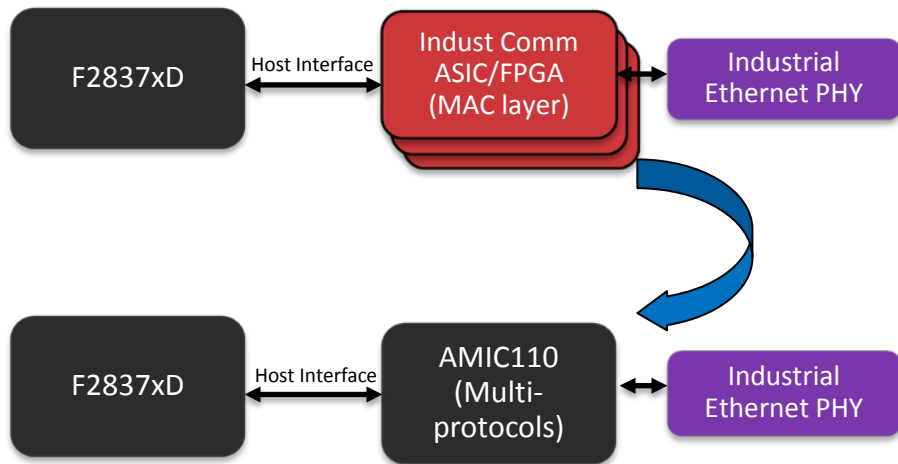 F2837xD
Host Interface
Indust Comm
ASIC/FPGA
(MAC layer)
Industrial
Ethernet PHY
F2837xD
Host Interface
AMIC110
(Multi-
protocols)
Industrial
Ethernet PHY